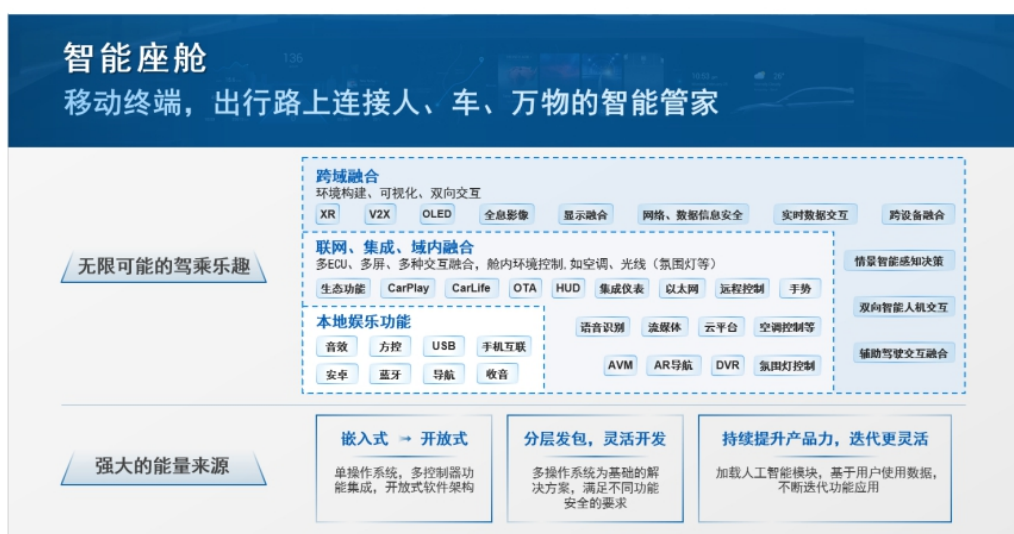 智能座舱
136
移动终端，出行路上连接人、车、万物的智能管家
无限可能的驾乘乐趣
跨域融合
环境构建、可视化、双向交互
XR V2X OLED 全息影像 显示融合 网络、数据信息安全 实时数据交互 跨设备融合
联网、集成、域内融合
多ECU、多屏、多种交互融合，舱内环境控制,如空调、光线（氛围灯等）
生态功能 CarPlay CarLife OTA HUD 集成仪表 以太网 远程控制 手势
情景智能感知决策
双向智能人机交互
辅助驾驶交互融合
本地娱乐功能
语音识别 流媒体 云平台 空调控制等
音效 方控 USB 手机互联
AVM AR导航 DVR 氛围灯控制
安卓 蓝牙 导航 收音
强大的能量来源
嵌入式 → 开放式
单操作系统，多控制器功
能集成，开放式软件架构
分层发包，灵活开发
多操作系统为基础的解
决方案，满足不同功能
安全的要求
持续提升产品力，迭代更灵活
加载人工智能模块，基于用户使用数据，
不断迭代功能应用